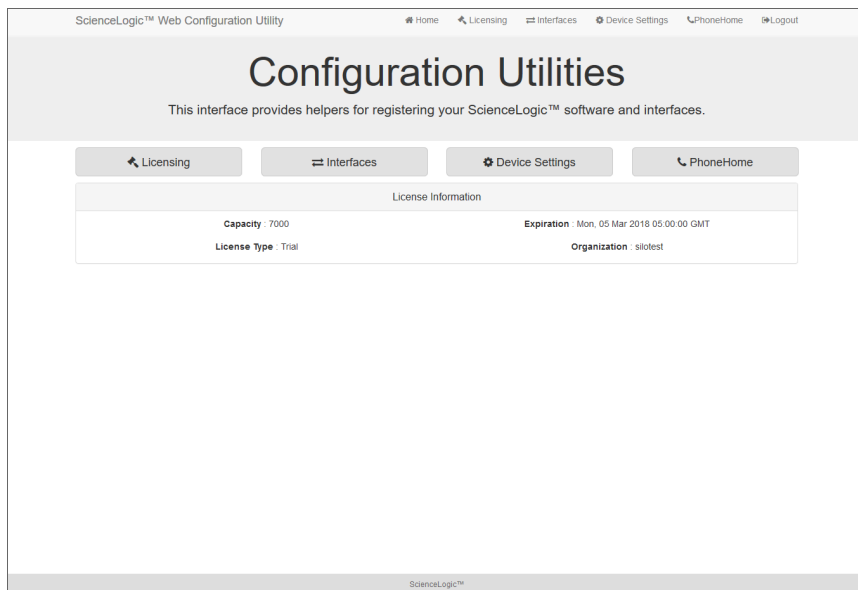 ScienceLogic™ Web Configuration Utility Home Licensing Interfaces Device Settings PhoneHome Logout
Configuration Utilities
This interface provides helpers for registering your ScienceLogic™ software and interfaces.
Licensing Interfaces Device Settings PhoneHome
License Information
Capacity : 7000 Expiration : Mon, 05 Mar 2018 05:00:00 GMT
License Type : Trial Organization : silotest
ScienceLogic™